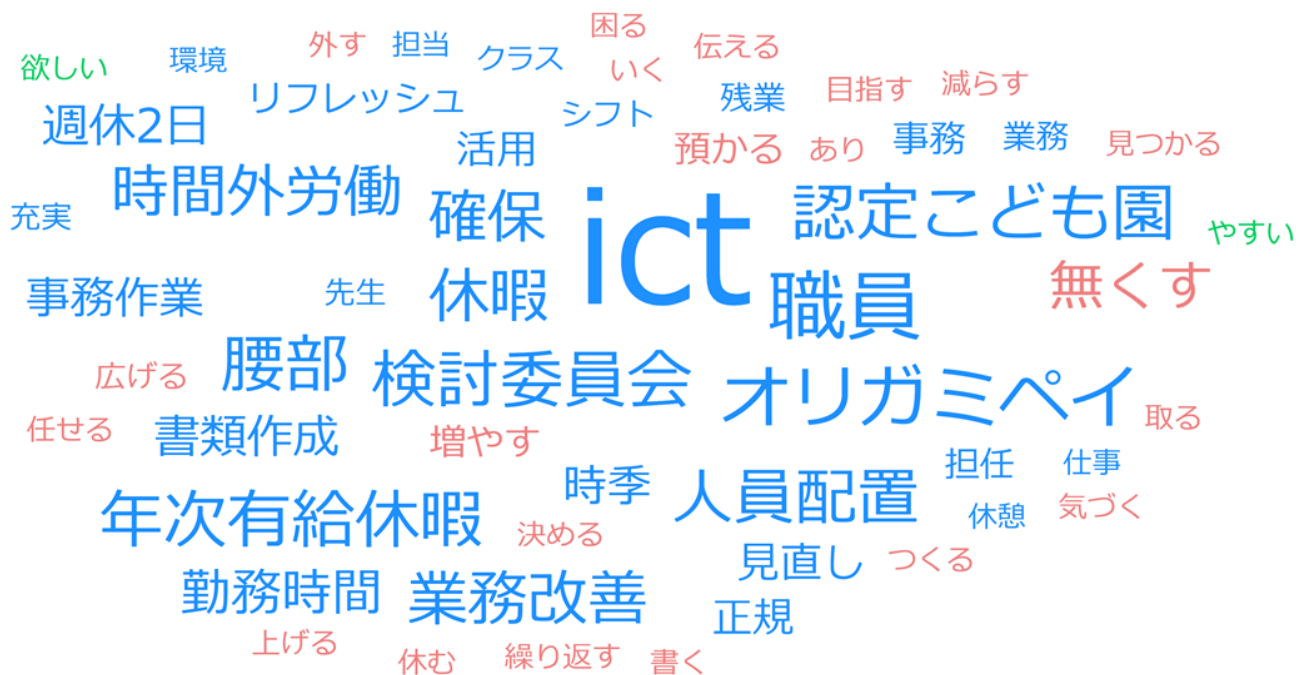 困る
外す 担当 クラス 伝える
欲しい 環境 いく
リフレッシュ シフト 残業 目指す 減らす
週休2日 活用 預かる あり 事務 業務 見つかる
時間外労働 確保 ict 認定こども園
充実 やすい
事務作業 先生 休暇 職員 無くす
広げる 腰部 検討委員会 オリガミペイ
任せる 書類作成 増やす 取る
時季 人員配置 担任 仕事
年次有給休暇 決める 休憩 気づく
勤務時間 業務改善 見直し つくる
上げる 正規
休む 繰り返す 書く